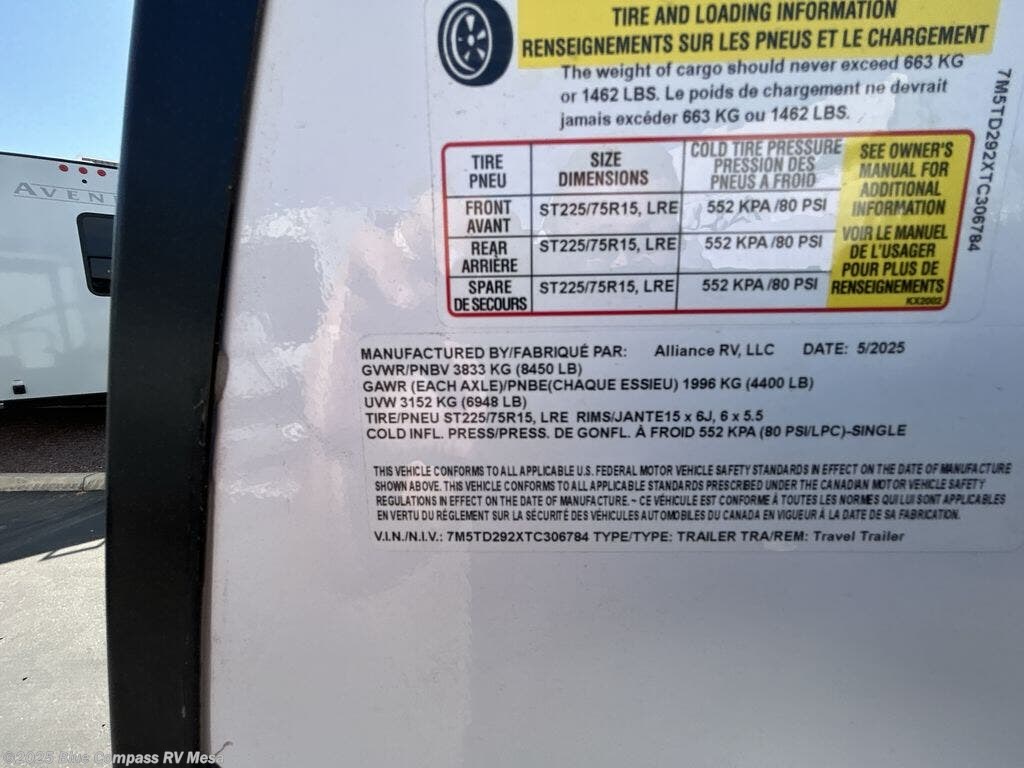 TIRE AND LOADING INFORMATION
RENSEIGNEMENTS SUR LES PNEUS ET LE CHARGEMENT
The weight of cargo should never exceed 663 KG
or 1462 LBS. Le poids de chargement ne devrait
jamais excéder 663 KG ou 1462 LBS.
TIRE PNEU
SIZE DIMENSIONS
COLD TIRE PRESSURE
PRESSION DES
PNEUS A FROID
FRONT AVANT
ST225/75R15, LRE
552 KPA /80 PSI
REAR ARRIÈRE
ST225/75R15, LRE
552 KPA /80 PSI
SPARE DE SECOURS
ST225/75R15, LRE
552 KPA /80 PSI
SEE OWNER'S
MANUAL FOR
ADDITIONAL
INFORMATION
VOIR LE MANUEL
DE L'USAGER
POUR PLUS DE
RENSEIGNEMENTS
KX2002
7M5TD292XTC306784
MANUFACTURED BY/FABRIQUÉ PAR: Alliance RV, LLC DATE: 5/2025
GVWR/PNBV 3833 KG (8450 LB)
GAWR (EACH AXLE)/PNBE(CHAQUE ESSIEU) 1996 KG (4400 LB)
UVW 3152 KG (6948 LB)
TIRE/PNEU ST225/75R15, LRE RIMS/JANTE15 x 6J, 6 x 5.5
COLD INFL. PRESS/PRESS. DE GONFL. À FROID 552 KPA (80 PSI/LPC)-SINGLE
THIS VEHICLE CONFORMS TO ALL APPLICABLE U.S. FEDERAL MOTOR VEHICLE SAFETY STANDARDS IN EFFECT ON THE DATE OF MANUFACTURE
SHOWN ABOVE. THIS VEHICLE CONFORMS TO ALL APPLICABLE STANDARDS PRESCRIBED UNDER THE CANADIAN MOTOR VEHICLE SAFETY
REGULATIONS IN EFFECT ON THE DATE OF MANUFACTURE. ~ CE VÉHICULE EST CONFORME À TOUTES LES NORMES QUI LUI SONT APPLICABLES
EN VERTU DU RÈGLEMENT SUR LA SÉCURITÉ DES VÉHICULES AUTOMOBILES DU CANADA EN VIGUEUR À LA DATE DE SA FABRICATION.
V.I.N./N.I.V.: 7M5TD292XTC306784 TYPE/TYPE: TRAILER TRA/REM: Travel Trailer
AVEN
©2025 Blue Compass RV Mesa